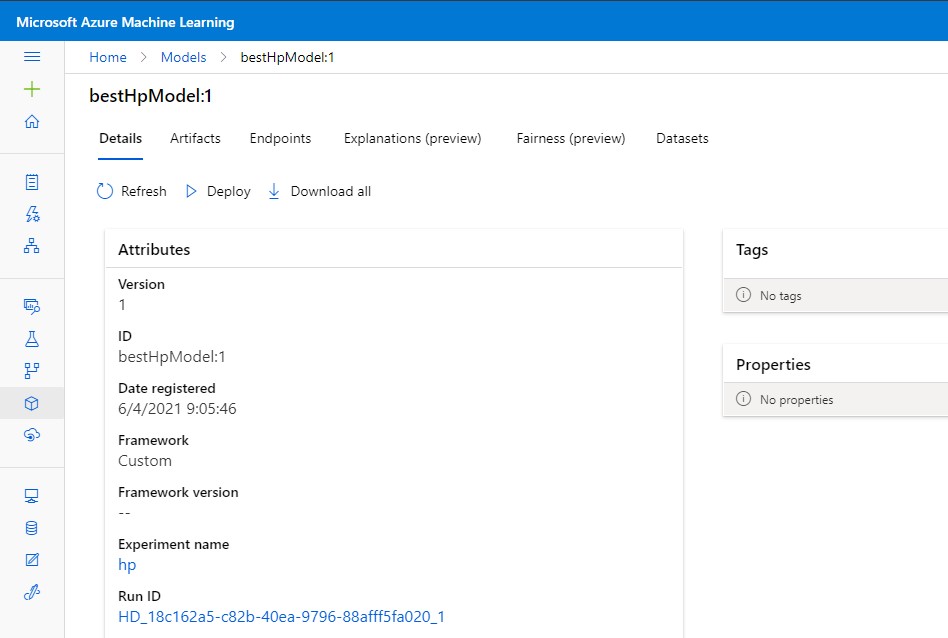 Microsoft Azure Machine Learning
Home > Models > bestHpModel:1
bestHpModel:1
Details Artifacts Endpoints Explanations (preview) Fairness (preview) Datasets
Refresh Deploy Download all
Attributes
Version
1
ID
bestHpModel:1
Date registered
6/4/2021 9:05:46
Framework
Custom
Framework version
--
Experiment name
hp
Run ID
HD_18c162a5-c82b-40ea-9796-88afff5fa020_1
Tags
No tags
Properties
No properties